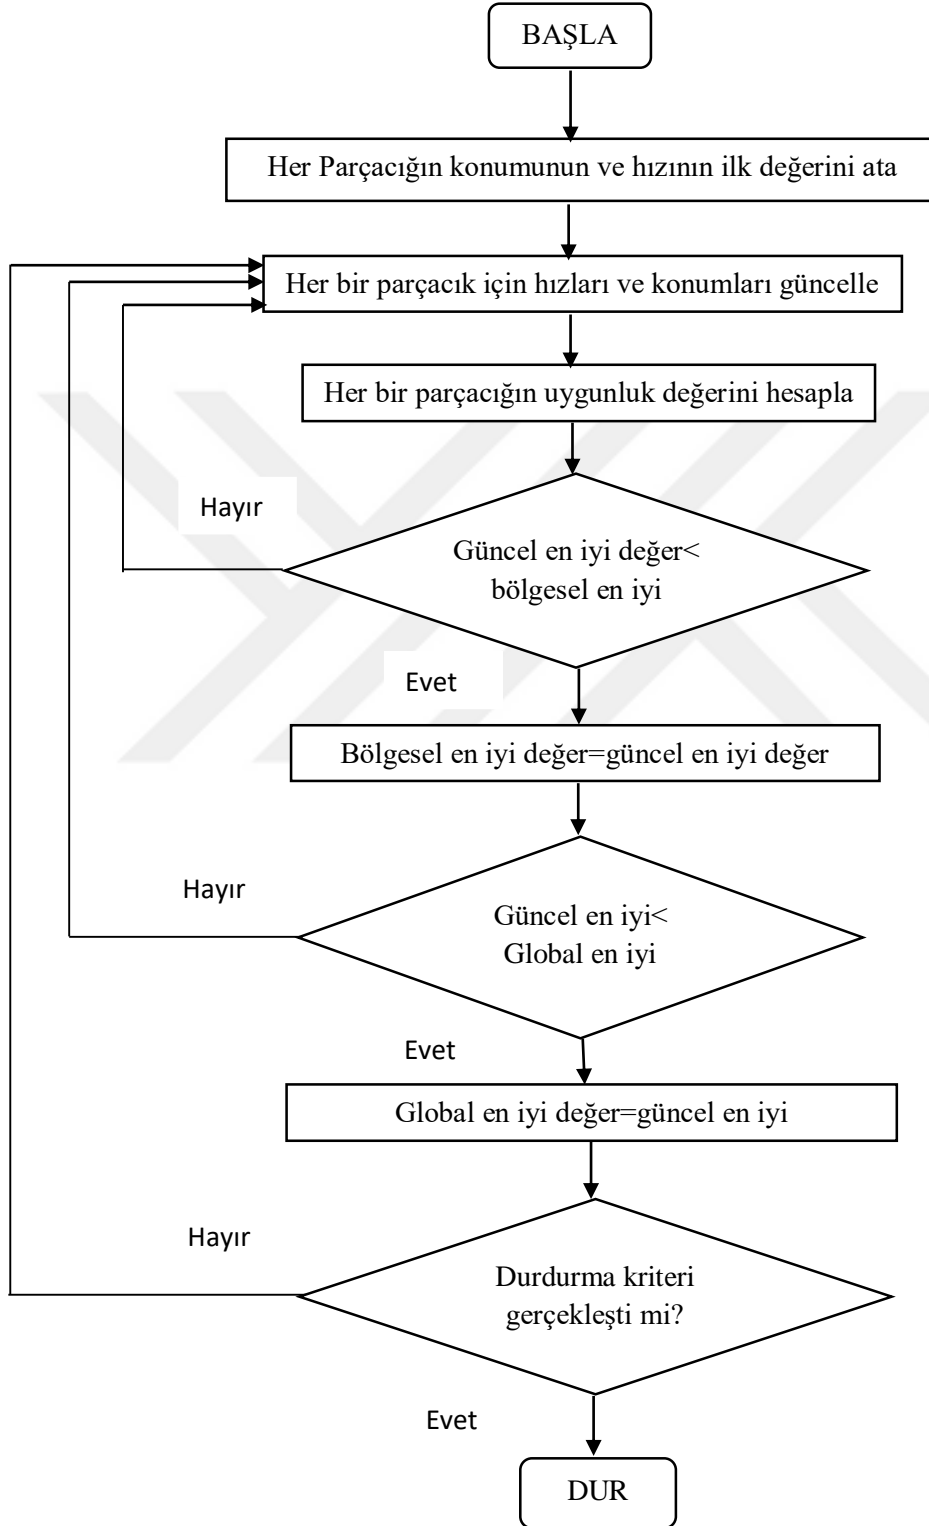 BAŞLA
Her Parçacığın konumunun ve hızının ilk değerini ata
Her bir parçacık için hızları ve konumları güncelle
Her bir parçacığın uygunluk değerini hesapla
Hayır
Güncel en iyi değer<
bölgesel en iyi
Evet
Bölgesel en iyi değer=güncel en iyi değer
Hayır
Güncel en iyi<
Global en iyi
Evet
Global en iyi değer=güncel en iyi
Hayır
Durdurma kriteri
gerçekleşti mi?
Evet
DUR